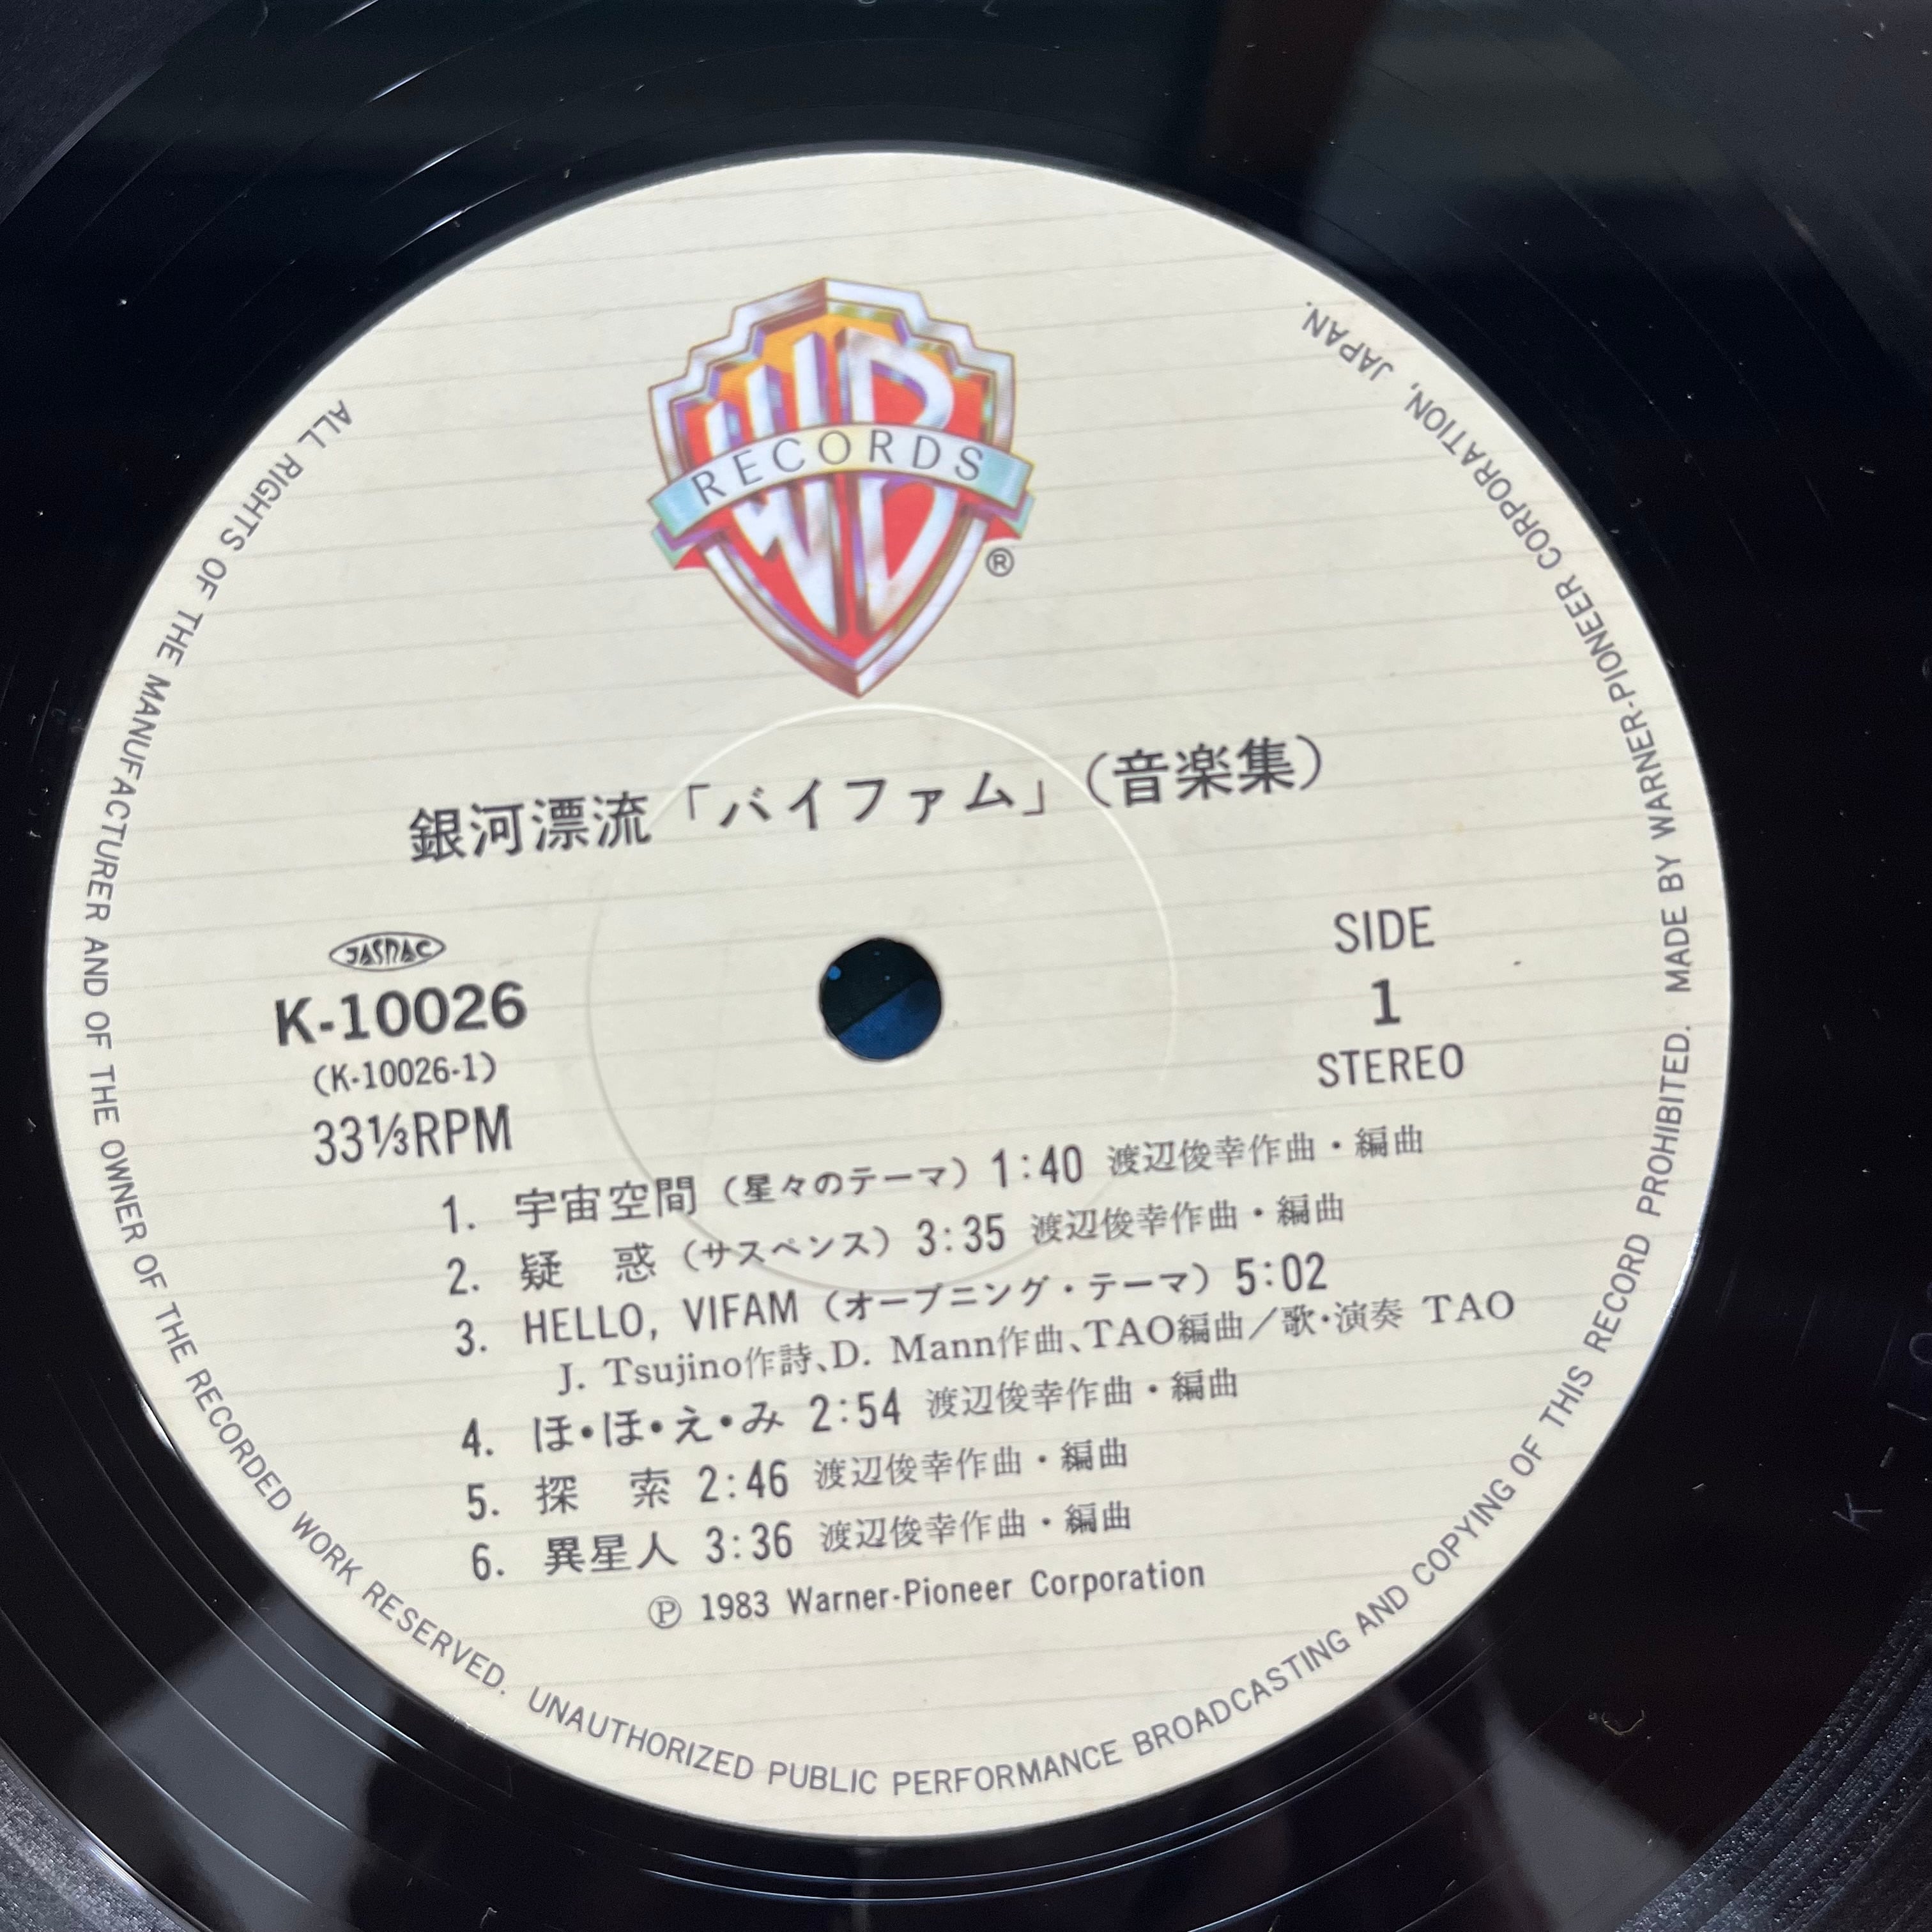 WB
RECORDS
®
銀河漂流「バイファム」（音楽集）
JASRAC
K-10026
(K-10026-1)
33⅓RPM
SIDE
1
STEREO
1. 宇宙空間（星々のテーマ）1:40 渡辺俊幸作曲・編曲
2. 疑　惑（サスペンス）3:35 渡辺俊幸作曲・編曲
3. HELLO, VIFAM（オープニング・テーマ）5:02
J. Tsujino作詩、D. Mann作曲、TAO編曲／歌・演奏 TAO
4. ほ・ほ・え・み 2:54 渡辺俊幸作曲・編曲
5. 探　索 2:46 渡辺俊幸作曲・編曲
6. 異星人 3:36 渡辺俊幸作曲・編曲
Ⓟ 1983 Warner-Pioneer Corporation
ALL RIGHTS OF THE MANUFACTURER AND OF THE OWNER OF THE RECORDED WORK RESERVED. UNAUTHORIZED PUBLIC PERFORMANCE BROADCASTING AND COPYING OF THIS RECORD PROHIBITED. MADE BY WARNER-PIONEER CORPORATION, JAPAN.